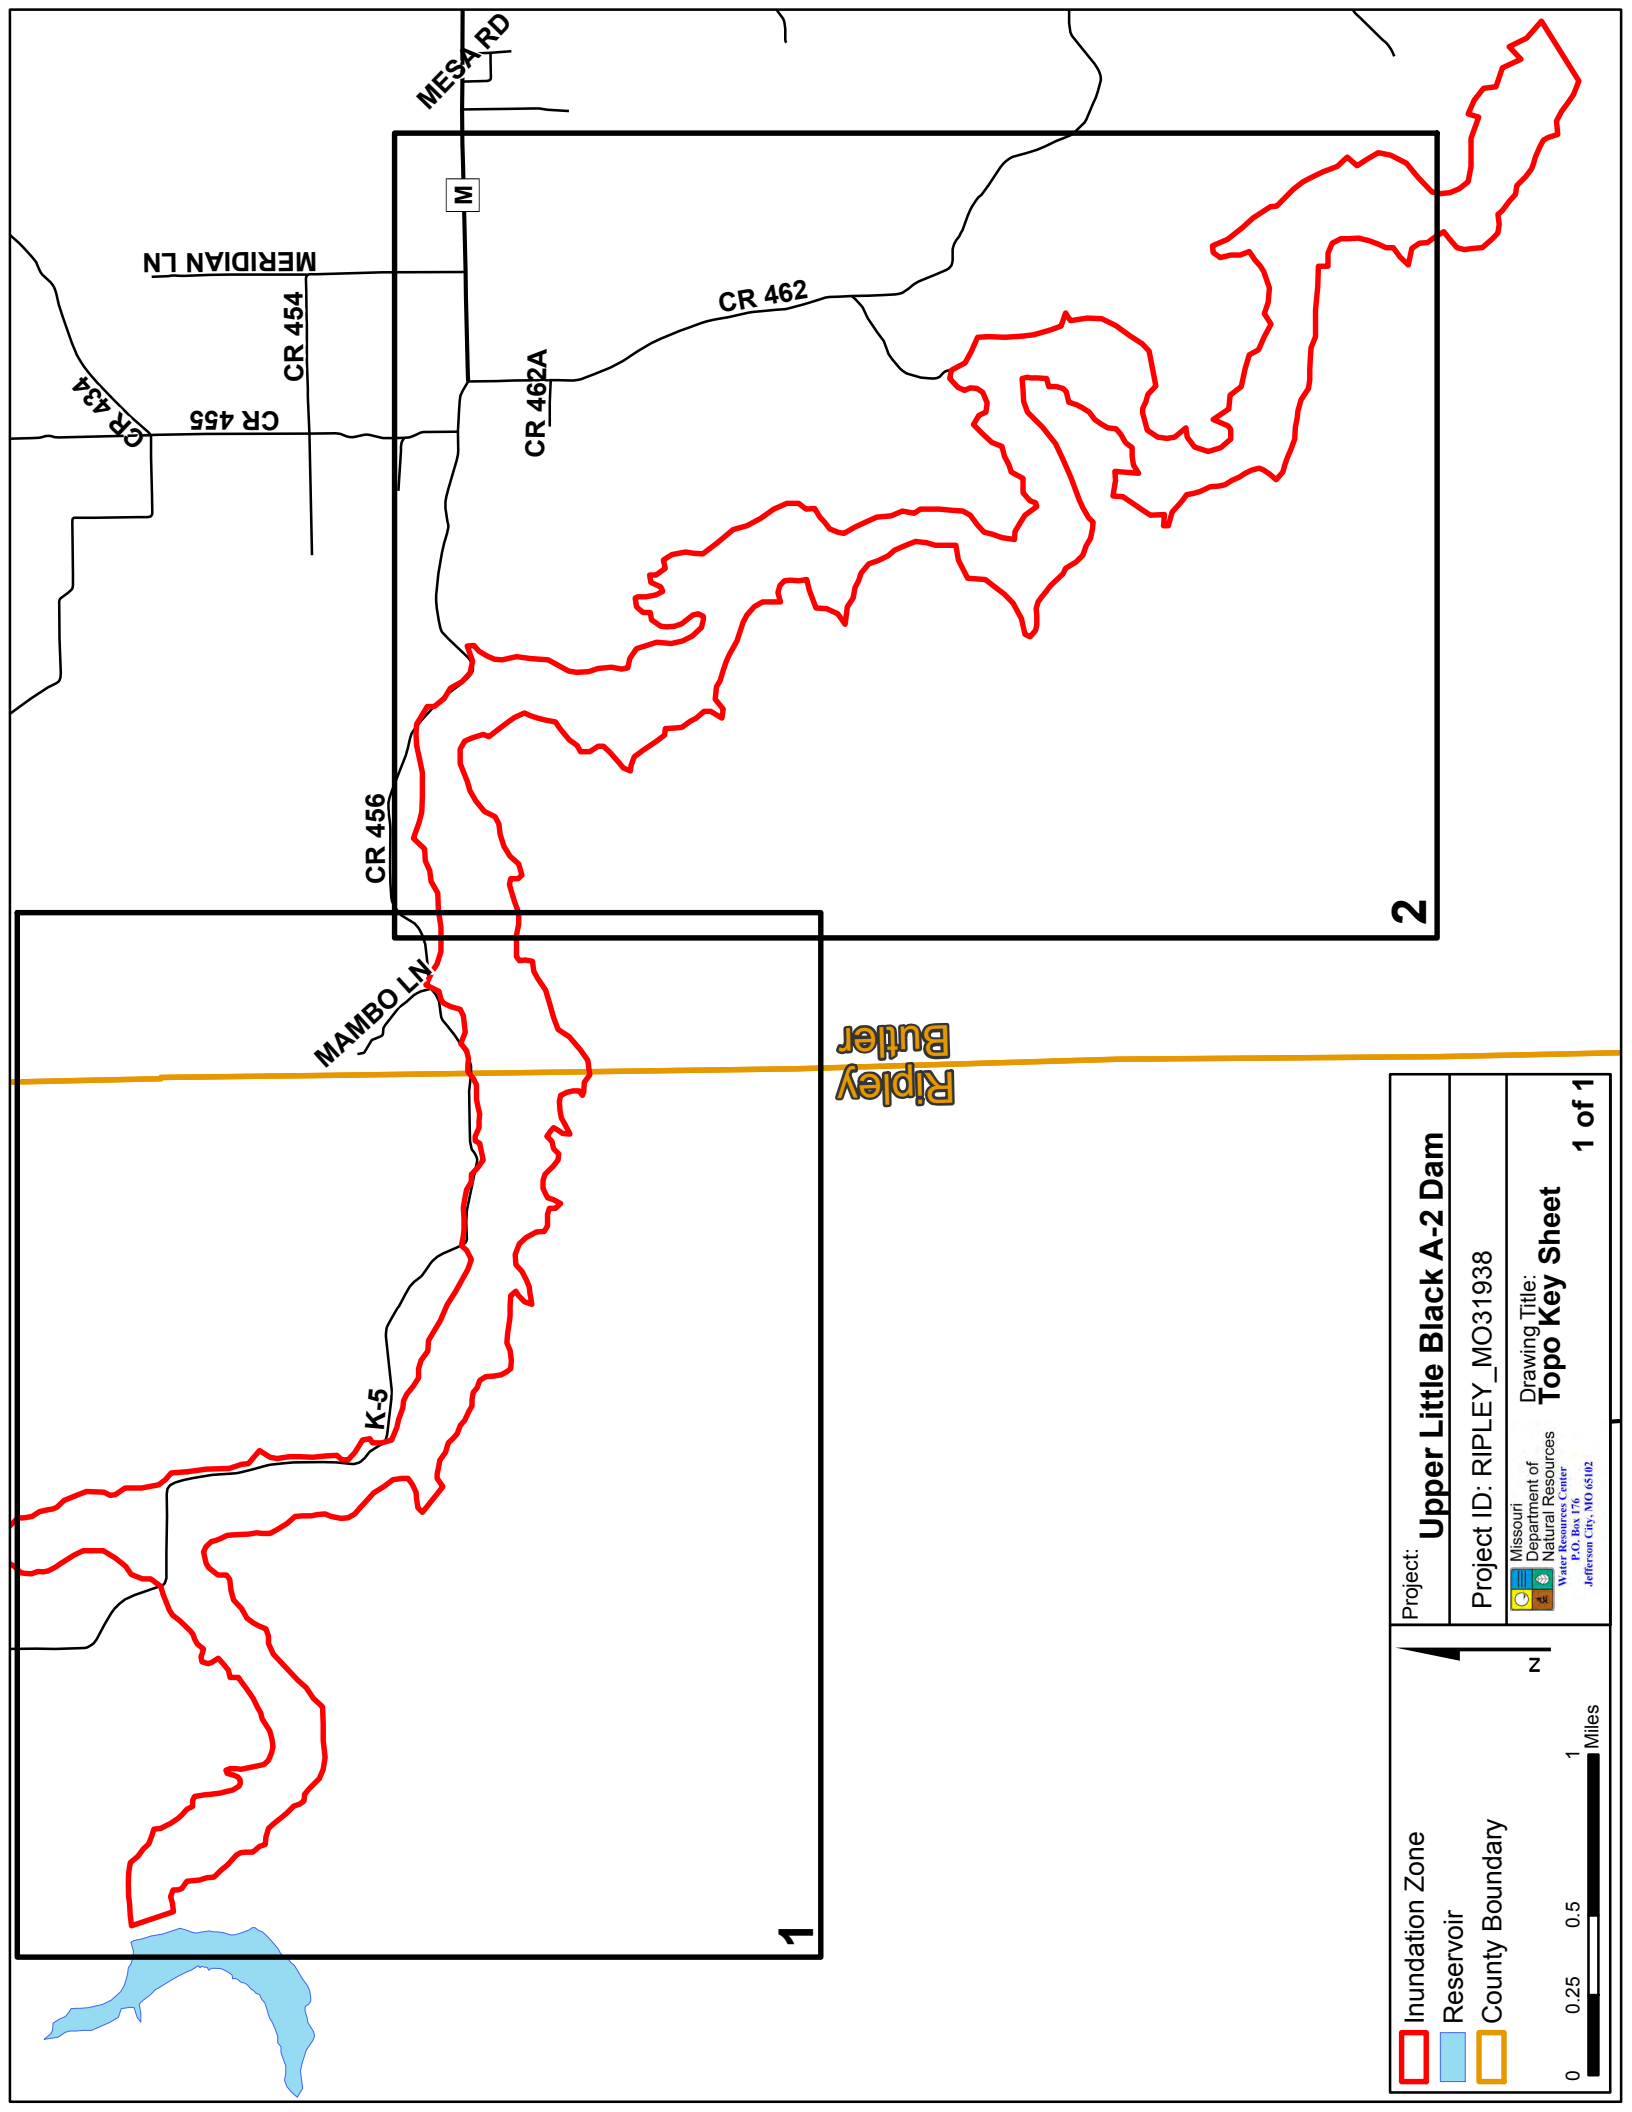 MESA RD
M
MERIDIAN LN
CR 454
CR 434
CR 455
CR 462
CR 462A
CR 456
MAMBO LN
K-5
Butler
Ripley
1
2
Inundation Zone
Reservoir
County Boundary
0 0.25 0.5 1
Miles
N
Project:
Upper Little Black A-2 Dam
Project ID: RIPLEY_MO31938
Missouri
Department of
Natural Resources
Water Resources Center
P.O. Box 176
Jefferson City, MO 65102
Drawing Title:
Topo Key Sheet
1 of 1